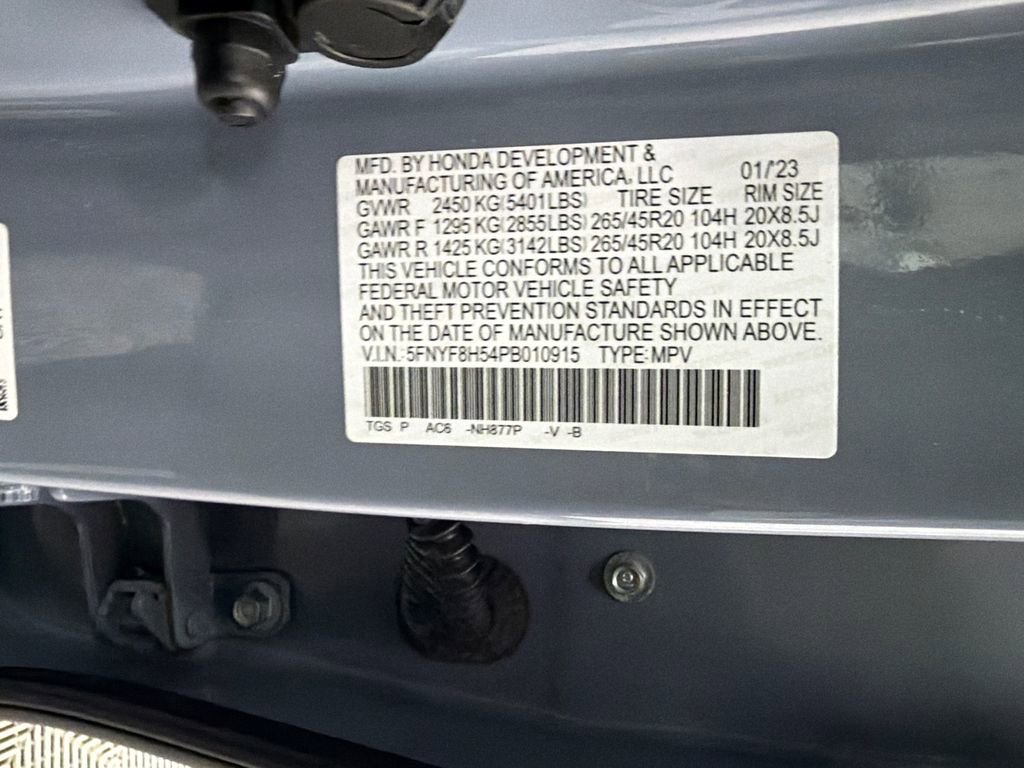 MFD. BY HONDA DEVELOPMENT &
MANUFACTURING OF AMERICA, LLC 01/'23
GVWR 2450 KG(5401LBS) TIRE SIZE RIM SIZE
GAWR F 1295 KG(2855LBS) 265/45R20 104H 20X8.5J
GAWR R 1425 KG(3142LBS) 265/45R20 104H 20X8.5J
THIS VEHICLE CONFORMS TO ALL APPLICABLE
FEDERAL MOTOR VEHICLE SAFETY
AND THEFT PREVENTION STANDARDS IN EFFECT
ON THE DATE OF MANUFACTURE SHOWN ABOVE.
V.I.N.: 5FNYF8H54PB010915 TYPE: MPV
TGS P AC6 -NH877P -V -B